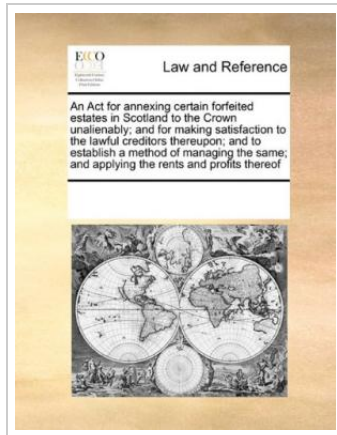 ECCO
Law and Reference
An Act for annexing certain forfeited
estates in Scotland to the Crown
unalienably; and for making satisfaction to
the lawful creditors thereupon; and to
establish a method of managing the same;
and applying the rents and profits thereof